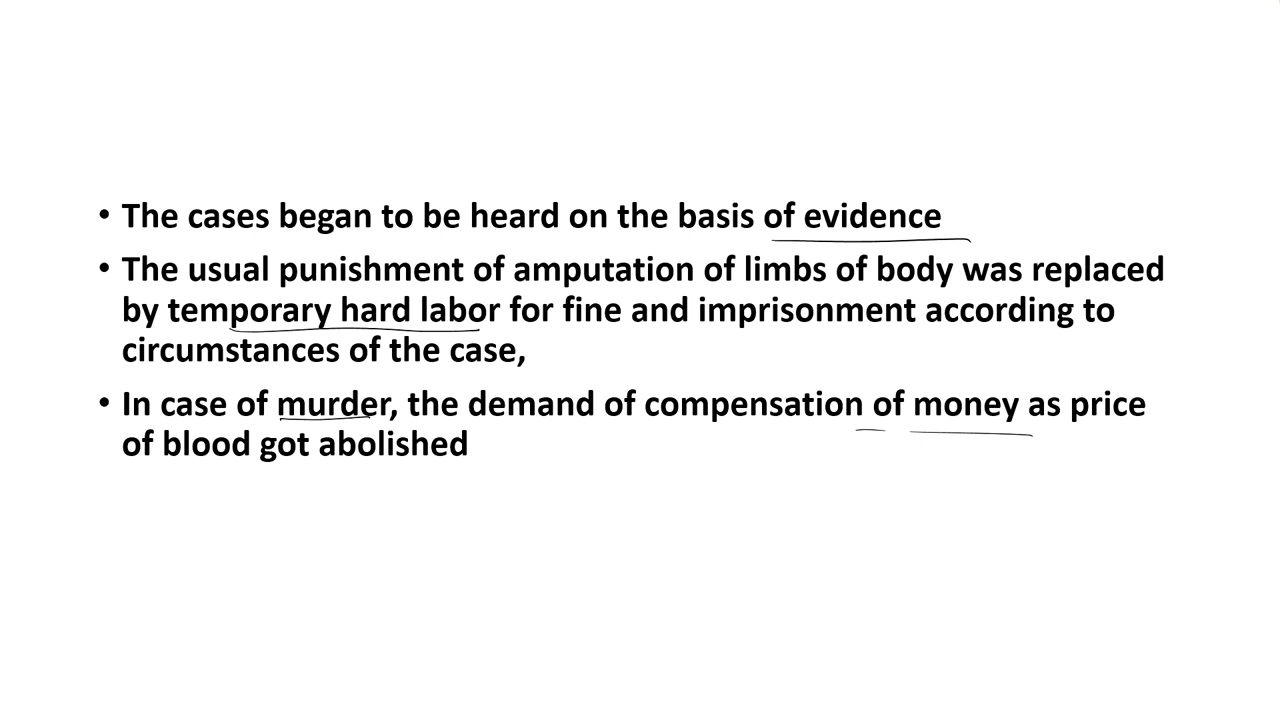 • The cases began to be heard on the basis of evidence
• The usual punishment of amputation of limbs of body was replaced
by temporary hard labor for fine and imprisonment according to
circumstances of the case,
• In case of murder, the demand of compensation of money as price
of blood got abolished